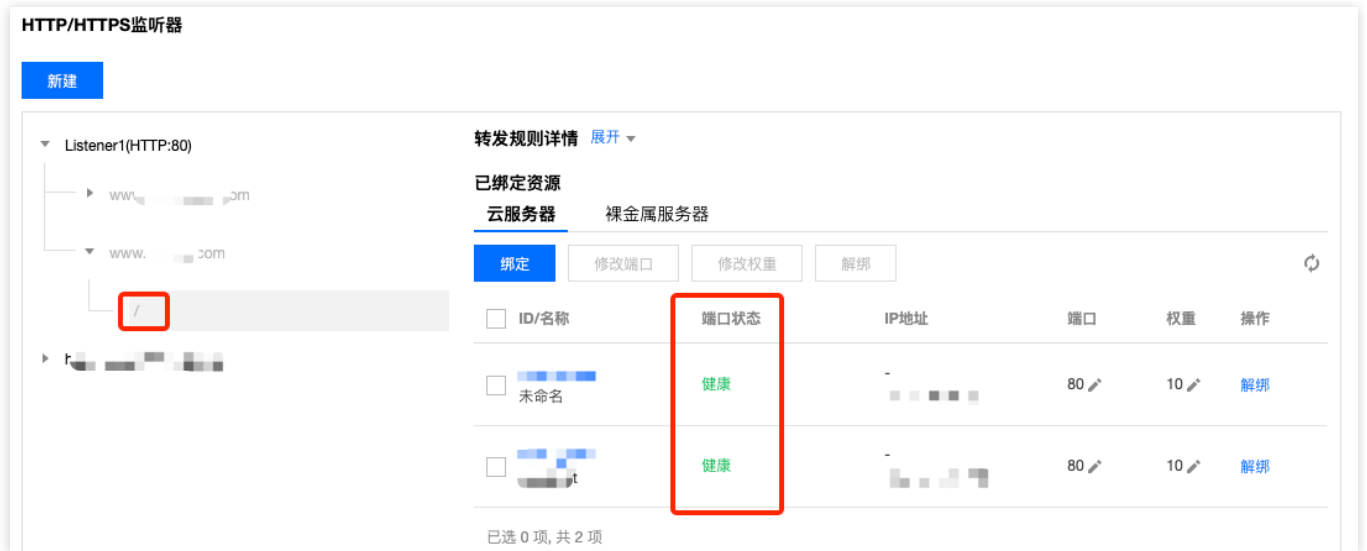 HTTP/HTTPS监听器
新建
Listener1(HTTP:80)
www.
com
/
转发规则详情 展开
已绑定资源
云服务器 裸金属服务器
绑定 修改端口 修改权重 解绑
ID/名称 端口状态 IP地址 端口 权重 操作
健康 - 80 10 解绑
未命名
健康 - 80 10 解绑
已选 0 项, 共 2 项